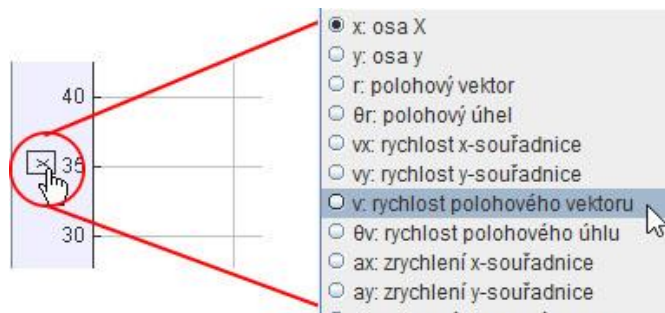 40
x
35
30
x: osa X
y: osa y
r: polohový vektor
θr: polohový úhel
vx: rychlost x-souřadnice
vy: rychlost y-souřadnice
v: rychlost polohového vektoru
θv: rychlost polohového úhlu
ax: zrychlení x-souřadnice
ay: zrychlení y-souřadnice